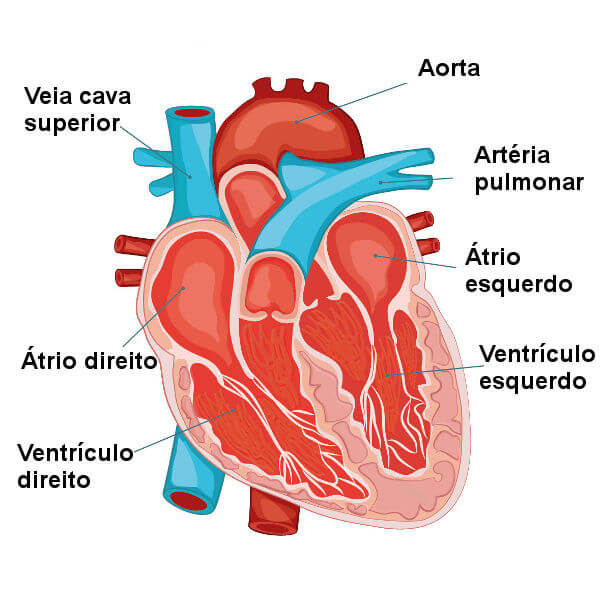 Aorta
Veia cava
superior
Artéria
pulmonar
Átrio
esquerdo
Átrio direito
Ventrículo
esquerdo
Ventrículo
direito